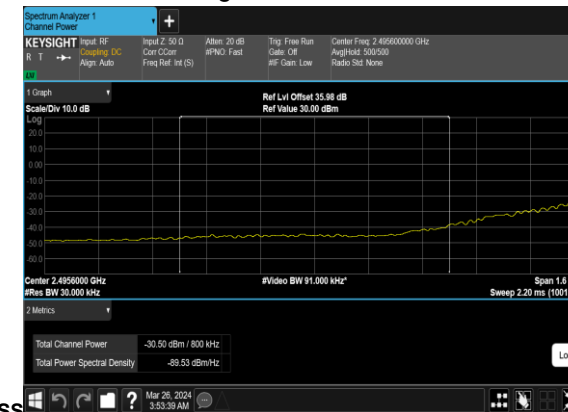 Spectrum Analyzer 1
Channel Power
+
KEYSIGHT Input: RF Input Z: 50 Ω Atten: 20 dB Trig: Free Run Center Freq: 2.495600000 GHz
R T Coupling: DC Corr CCorr #PNO: Fast Gate: Off Avg|Hold: 500/500
Align: Auto Freq Ref: Int (S) #IF Gain: Low Radio Std: None
1 Graph
Ref Lvl Offset 35.98 dB
Scale/Div 10.0 dB Ref Value 30.00 dBm
Log
20.0
10.0
0.00
-10.0
-20.0
-30.0
-40.0
-50.0
-60.0
Center 2.4956000 GHz #Video BW 91.000 kHz* Span 1.6
#Res BW 30.000 kHz Sweep 2.20 ms (1001
2 Metrics
Total Channel Power -30.50 dBm / 800 kHz
Total Power Spectral Density -89.53 dBm/Hz
Lo
ss
? Mar 26, 2024
3:53:39 AM